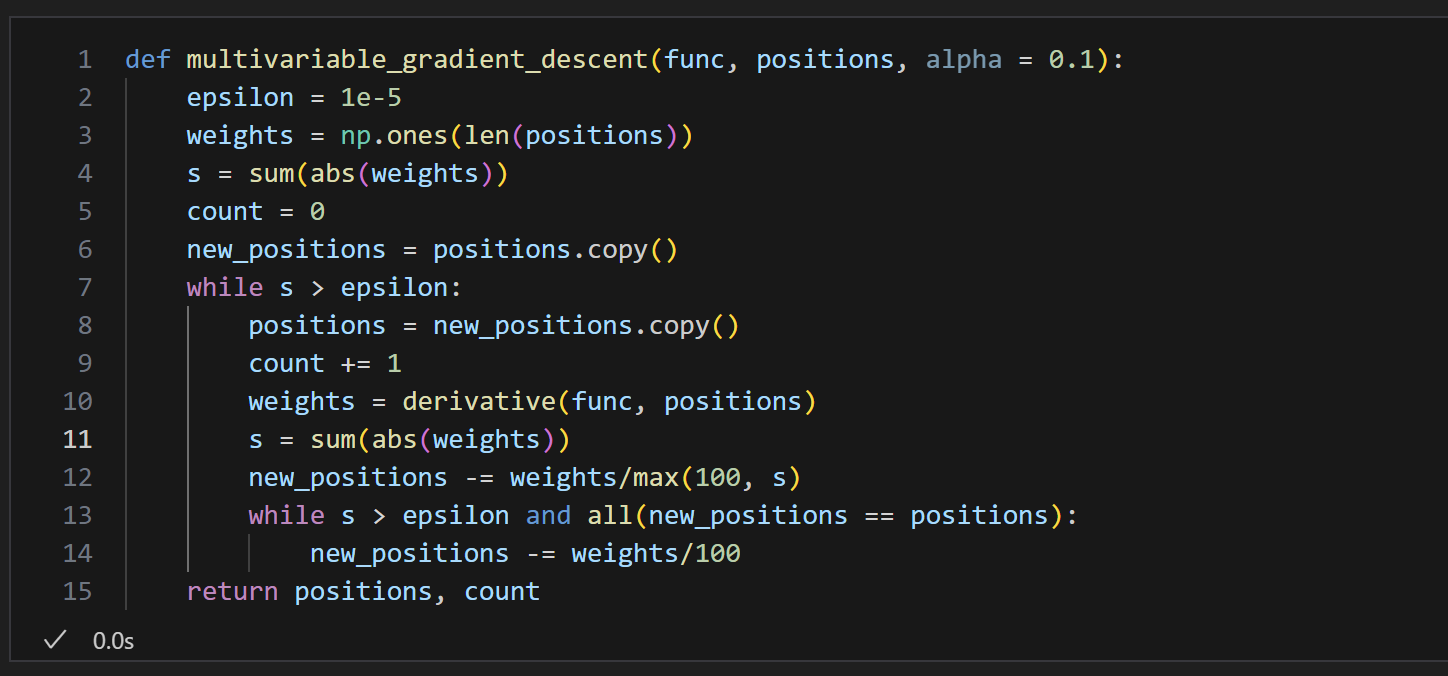 1 def multivariable_gradient_descent(func, positions, alpha = 0.1):
2     epsilon = 1e-5
3     weights = np.ones(len(positions))
4     s = sum(abs(weights))
5     count = 0
6     new_positions = positions.copy()
7     while s > epsilon:
8         positions = new_positions.copy()
9         count += 1
10         weights = derivative(func, positions)
11         s = sum(abs(weights))
12         new_positions -= weights/max(100, s)
13         while s > epsilon and all(new_positions == positions):
14             new_positions -= weights/100
15     return positions, count
✓ 0.0s